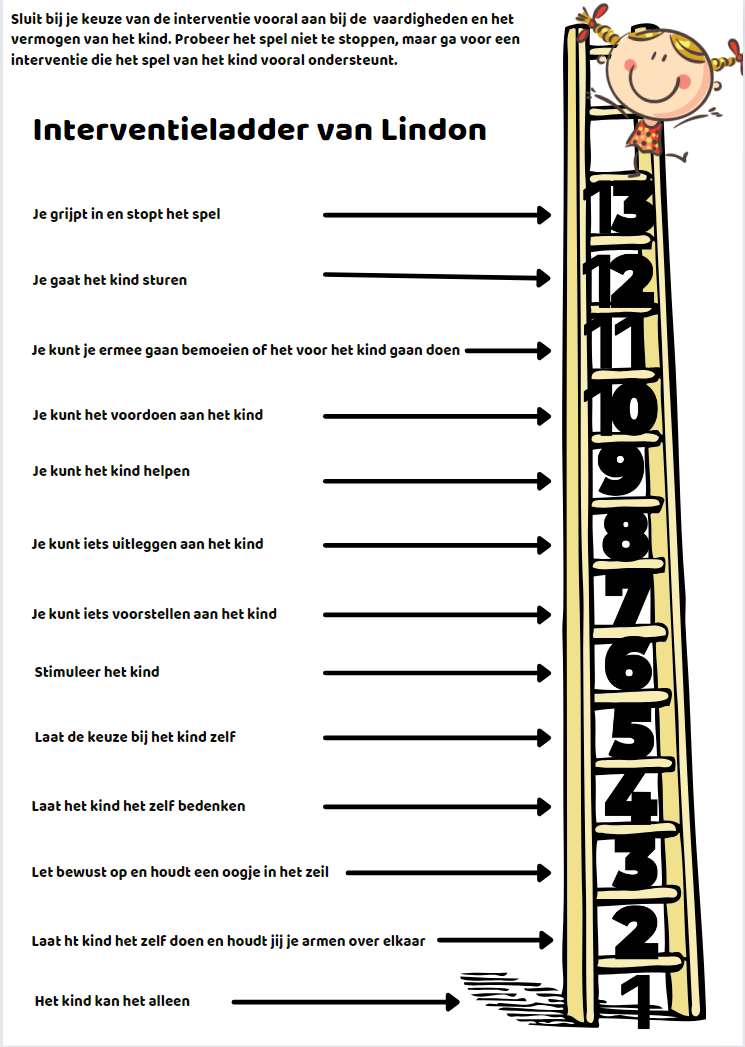 Sluit bij je keuze van de interventie vooral aan bij de vaardigheden en het
vermogen van het kind. Probeer het spel niet te stoppen, maar ga voor een
interventie die het spel van het kind vooral ondersteunt.
Interventieladder van Lindon
Je grijpt in en stopt het spel
13
Je gaat het kind sturen
12
Je kunt je ermee gaan bemoeien of het voor het kind gaan doen
11
Je kunt het voordoen aan het kind
10
Je kunt het kind helpen
9
Je kunt iets uitleggen aan het kind
8
Je kunt iets voorstellen aan het kind
7
Stimuleer het kind
6
Laat de keuze bij het kind zelf
5
Laat het kind het zelf bedenken
4
Let bewust op en houdt een oogje in het zeil
3
Laat ht kind het zelf doen en houdt jij je armen over elkaar
2
Het kind kan het alleen
1